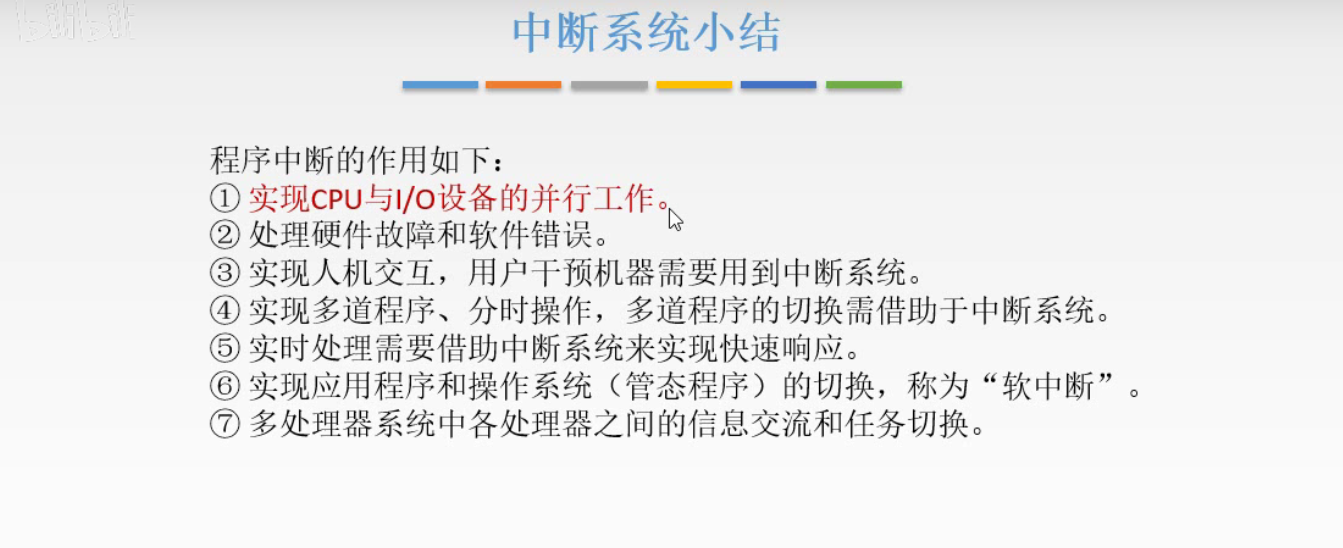 bilibili
中断系统小结
程序中断的作用如下：
① 实现CPU与I/O设备的并行工作。
② 处理硬件故障和软件错误。
③ 实现人机交互，用户干预机器需要用到中断系统。
④ 实现多道程序、分时操作，多道程序的切换需借助于中断系统。
⑤ 实时处理需要借助中断系统来实现快速响应。
⑥ 实现应用程序和操作系统（管态程序）的切换，称为“软中断”。
⑦ 多处理器系统中各处理器之间的信息交流和任务切换。